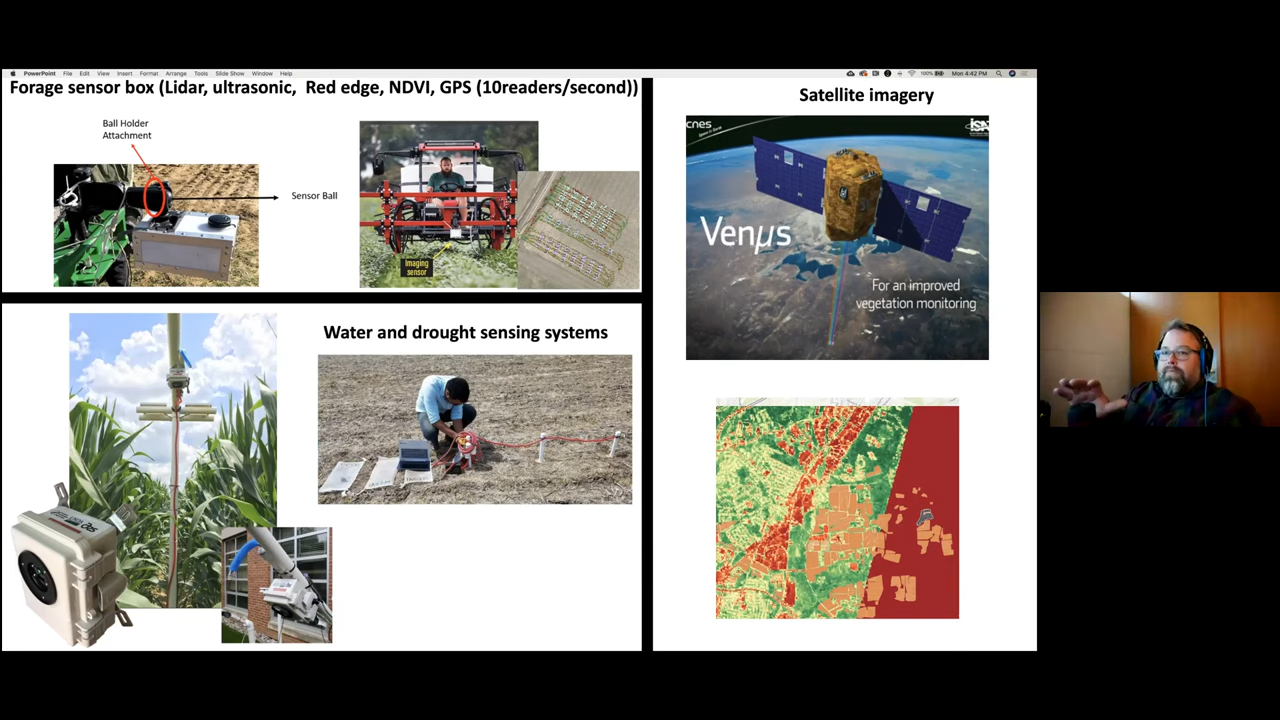 PowerPoint File Edit View Insert Format Arrange Tools Slide Show Window Help
100% Mon 4:42 PM
Forage sensor box (Lidar, ultrasonic, Red edge, NDVI, GPS (10readers/second))
Ball Holder
Attachment
Sensor Ball
Imaging
sensor
Water and drought sensing systems
Satellite imagery
cnes
Venµs
For an improved
vegetation monitoring